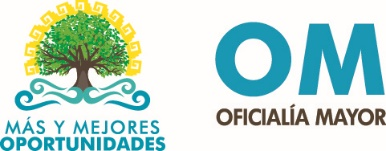 MÁS Y MEJORES
OPORTUNIDADES
OM
OFICIALÍA MAYOR